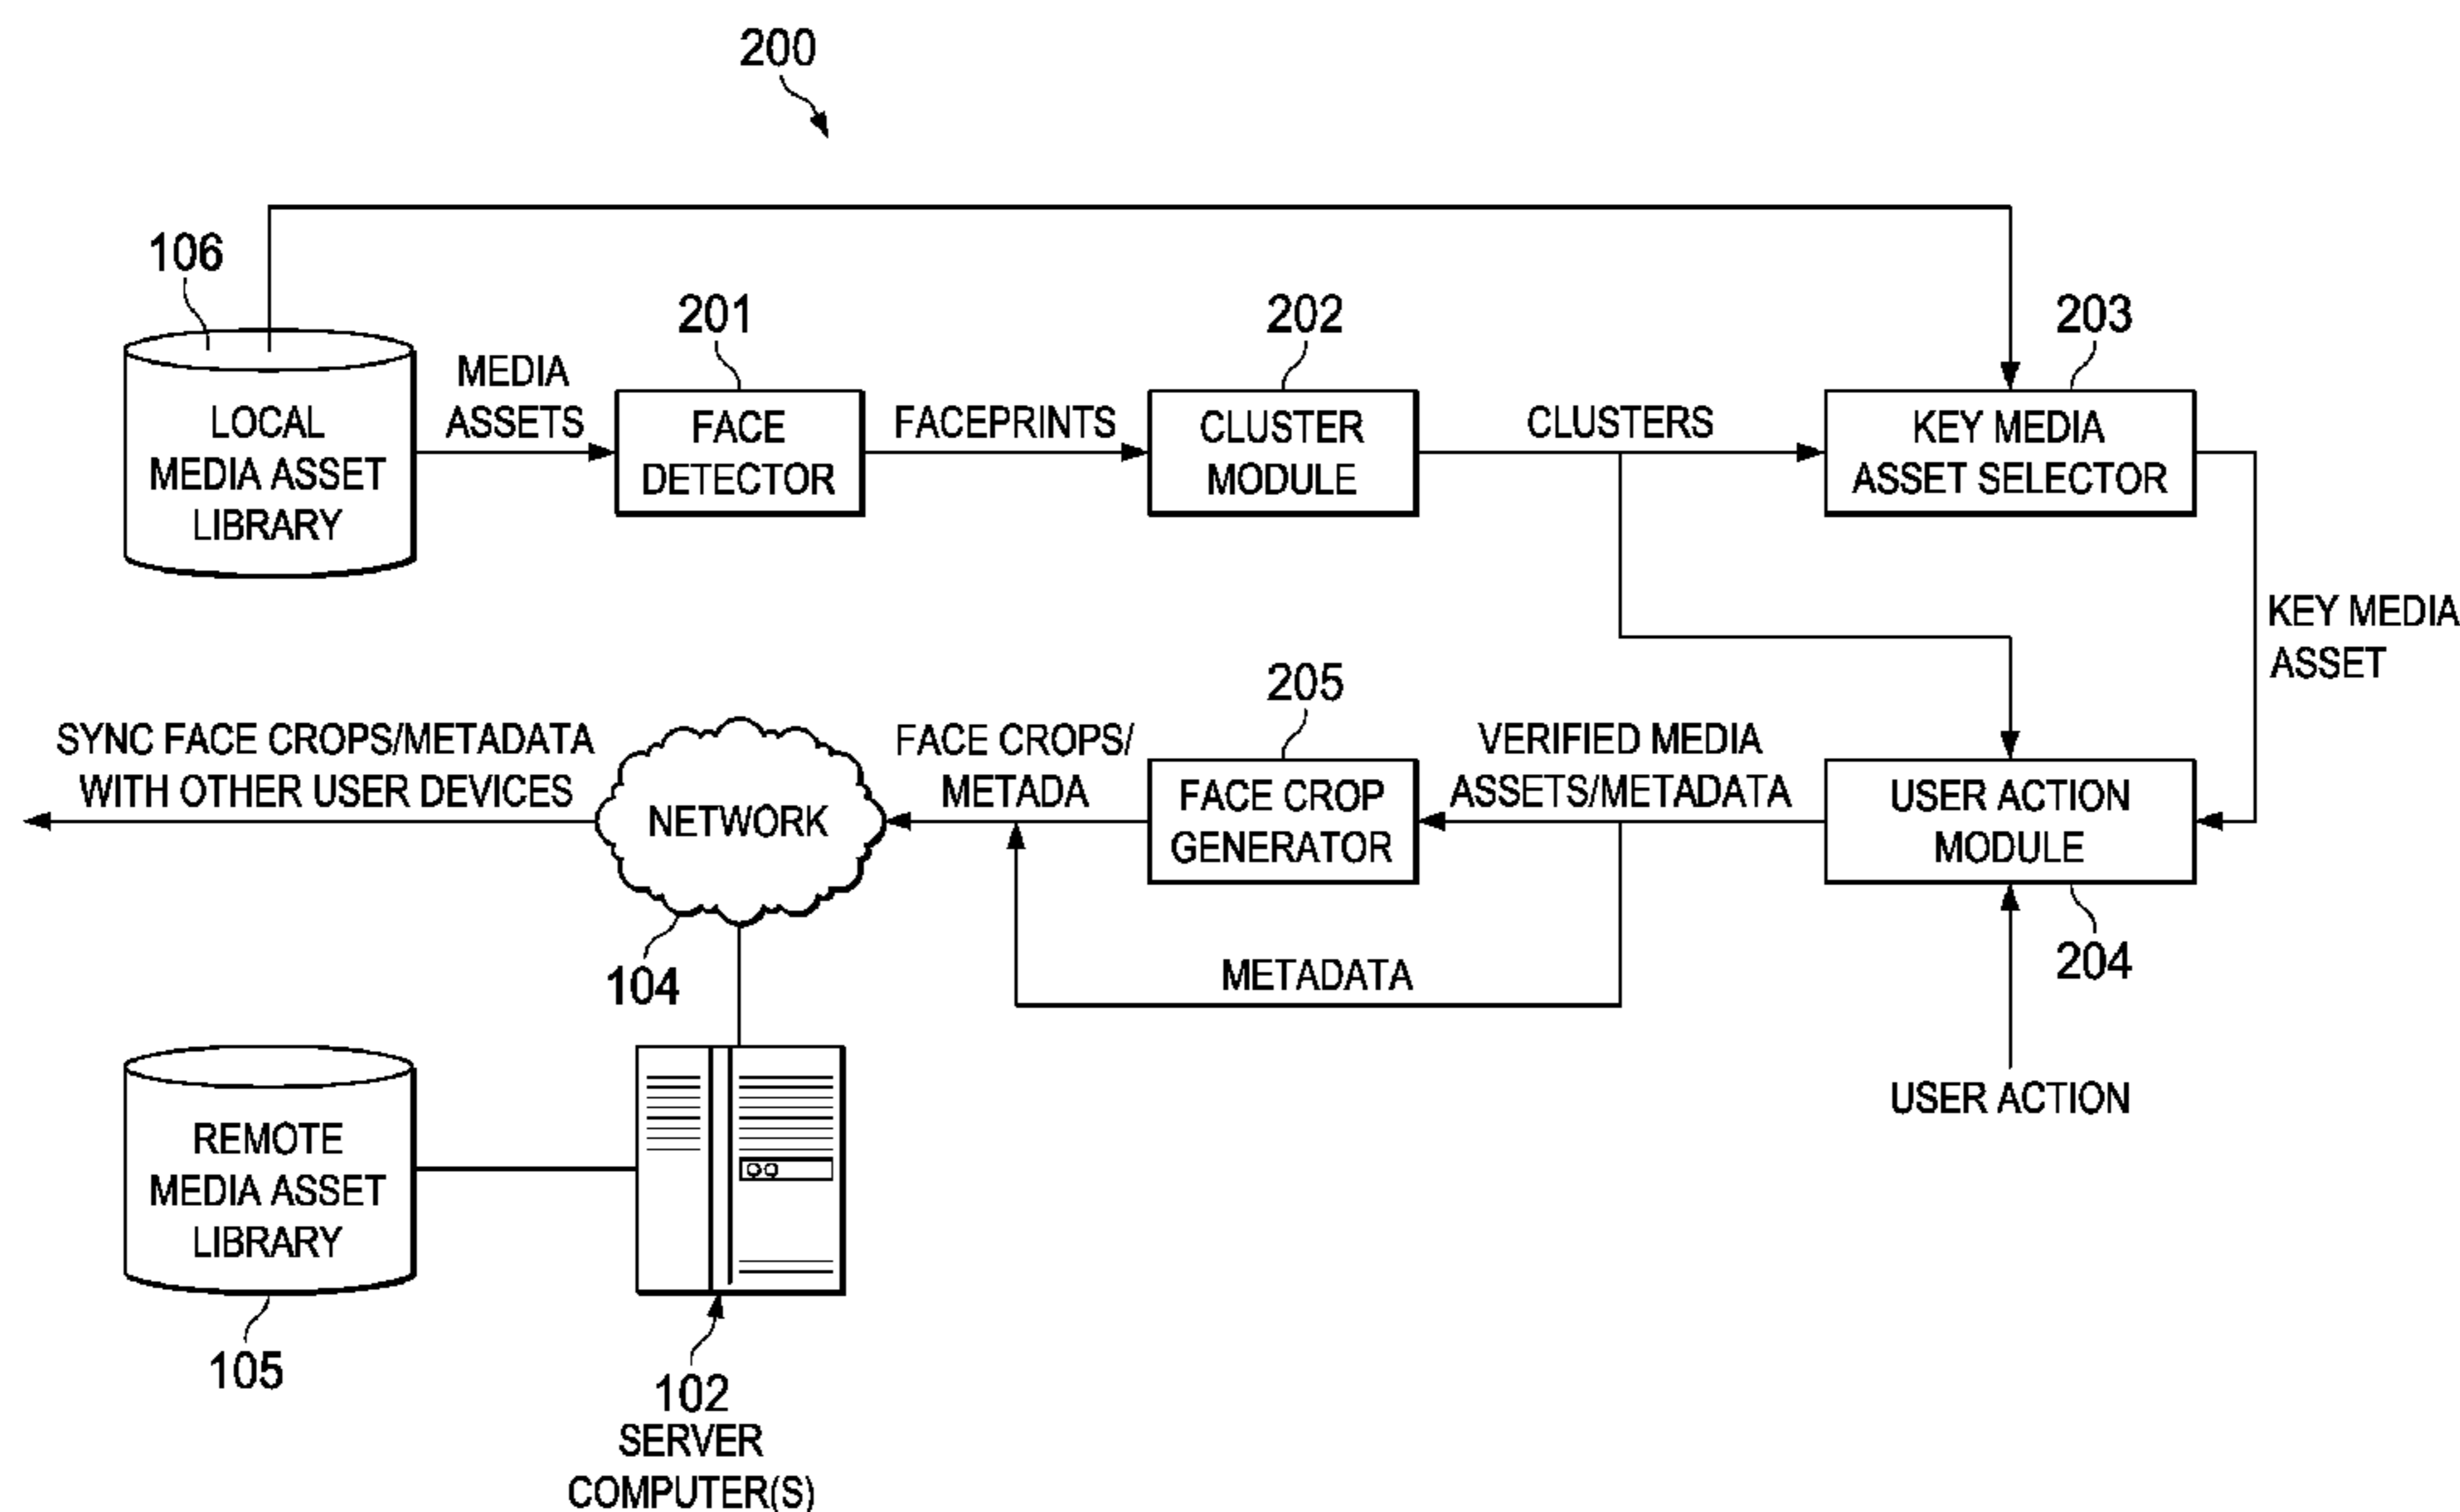 200
106
201
202
203
LOCAL
MEDIA ASSET
LIBRARY
MEDIA
ASSETS
FACE
DETECTOR
FACEPRINTS
CLUSTER
MODULE
CLUSTERS
KEY MEDIA
ASSET SELECTOR
KEY MEDIA
ASSET
SYNC FACE CROPS/METADATA
WITH OTHER USER DEVICES
NETWORK
104
FACE CROPS/
METADA
205
FACE CROP
GENERATOR
VERIFIED MEDIA
ASSETS/METADATA
USER ACTION
MODULE
204
METADATA
USER ACTION
REMOTE
MEDIA ASSET
LIBRARY
105
102
SERVER
COMPUTER(S)